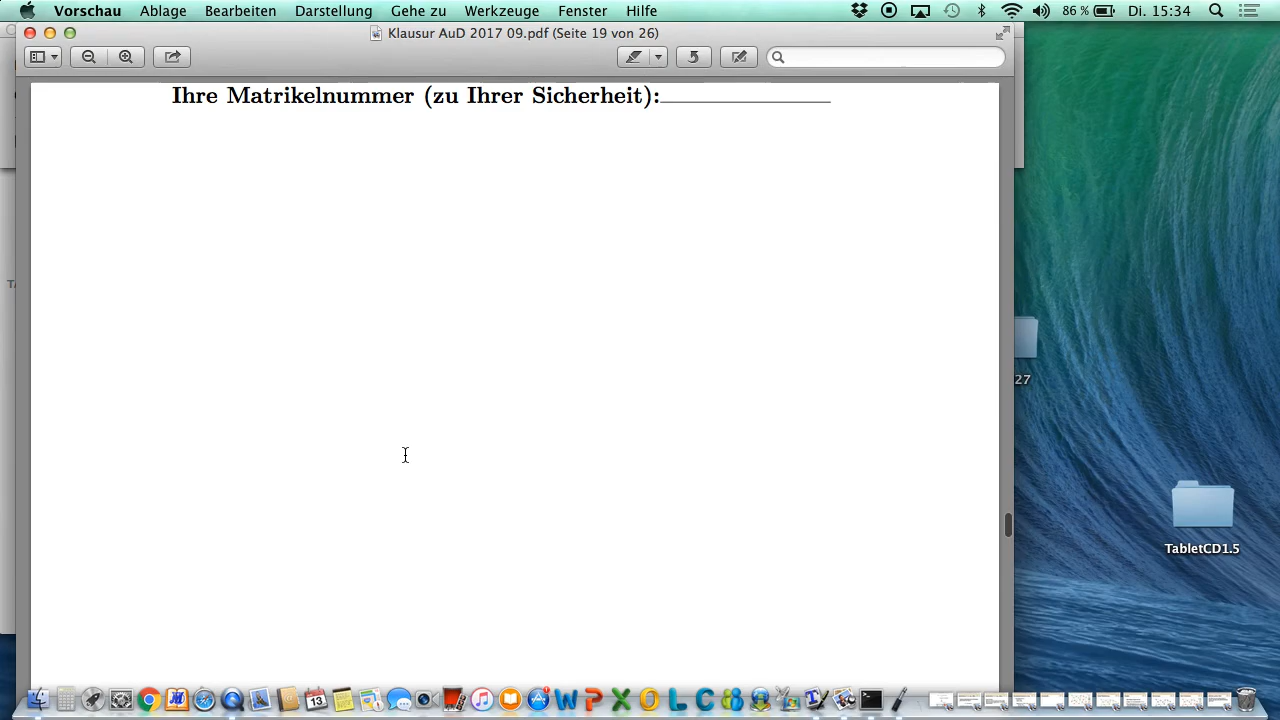 Vorschau Ablage Bearbeiten Darstellung Gehe zu Werkzeuge Fenster Hilfe 86 % Di. 15:34
Klausur AuD 2017 09.pdf (Seite 19 von 26)
Ihre Matrikelnummer (zu Ihrer Sicherheit):
27
TabletCD1.5